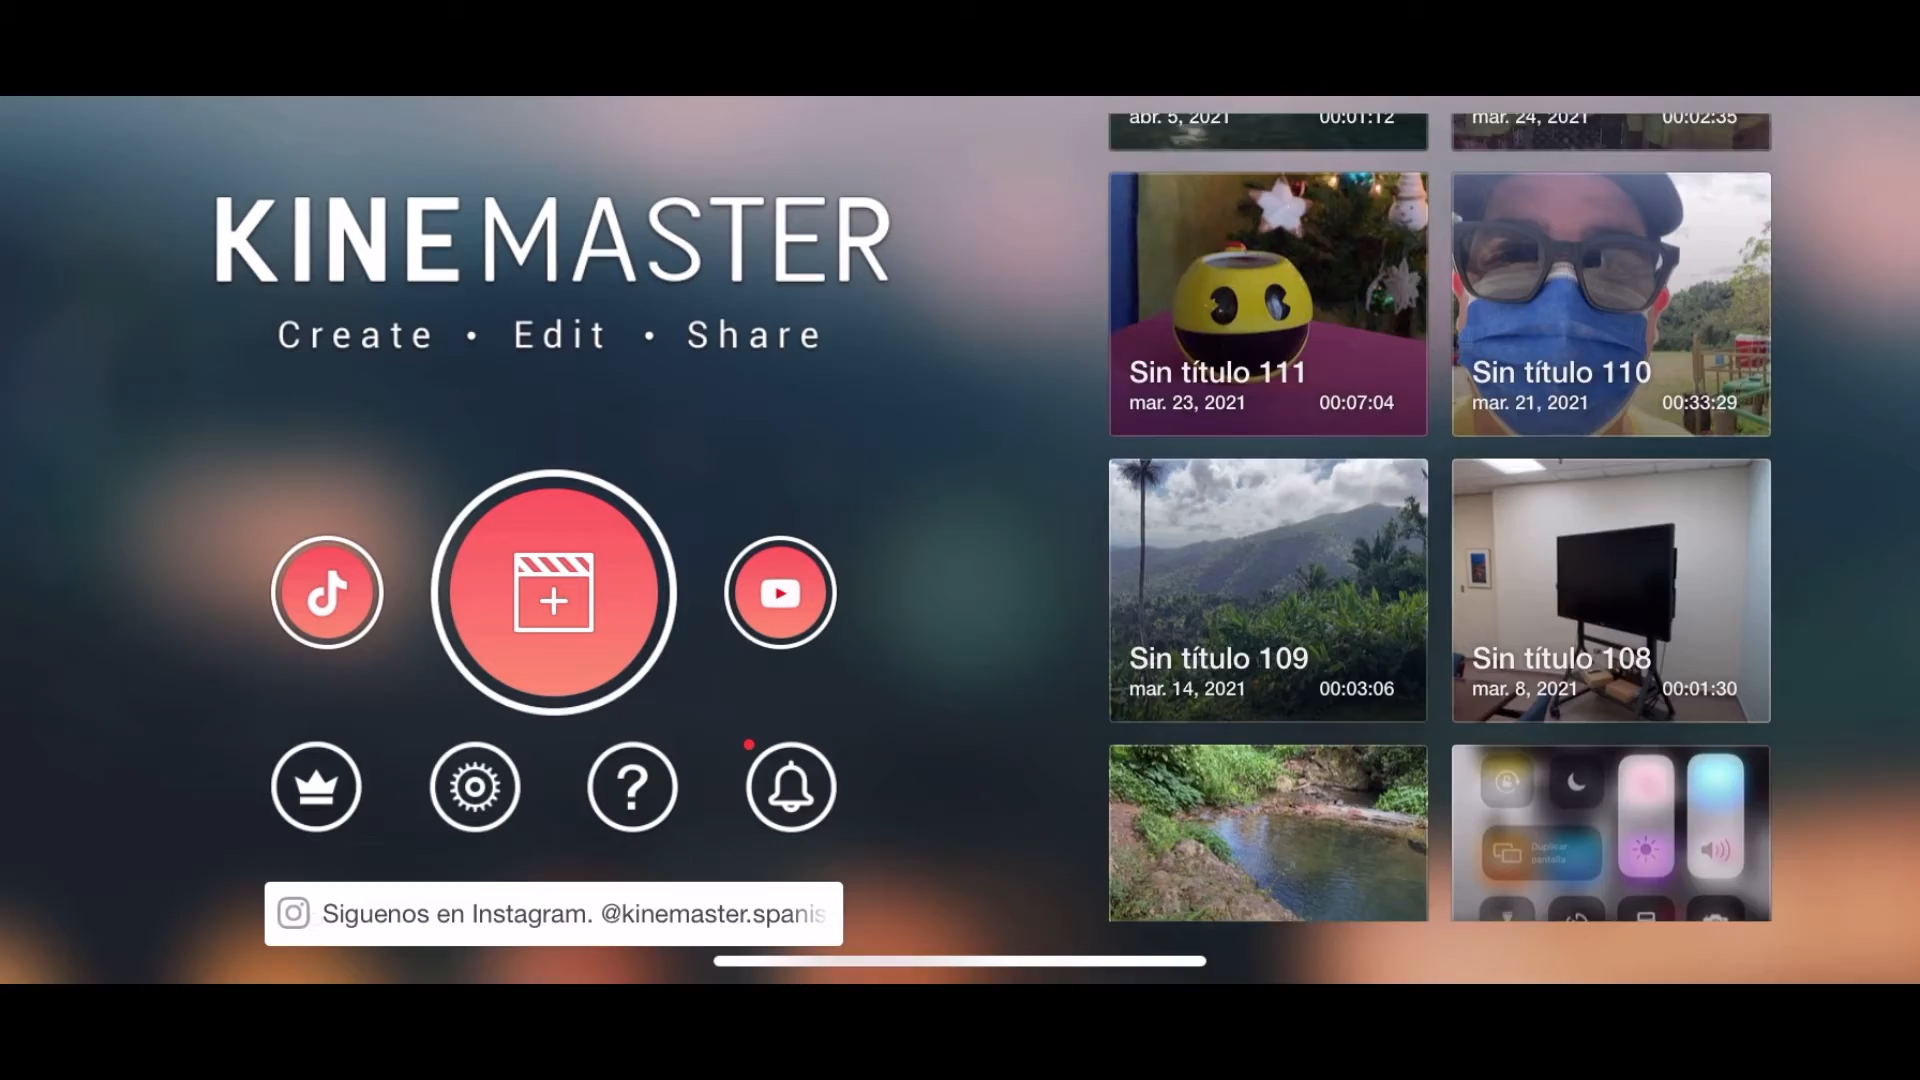 KINEMASTER
Create • Edit • Share
Siguenos en Instagram. @kinemaster.spanis
abr. 5, 2021 00:01:12
mar. 24, 2021 00:02:35
Sin título 111
mar. 23, 2021 00:07:04
Sin título 110
mar. 21, 2021 00:33:29
Sin título 109
mar. 14, 2021 00:03:06
Sin título 108
mar. 8, 2021 00:01:30
Duplicar
pantalla